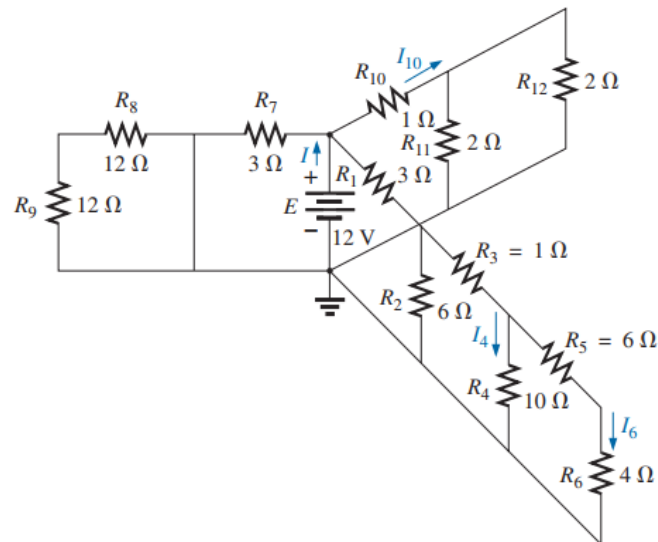 I10
R10
R12
2 Ω
R8
R7
1 Ω
R11
2 Ω
12 Ω
3 Ω
I
R1
3 Ω
+
R9
12 Ω
E
−
12 V
R3 = 1 Ω
R2
6 Ω
I4
R5 = 6 Ω
R4
10 Ω
I6
R6
4 Ω